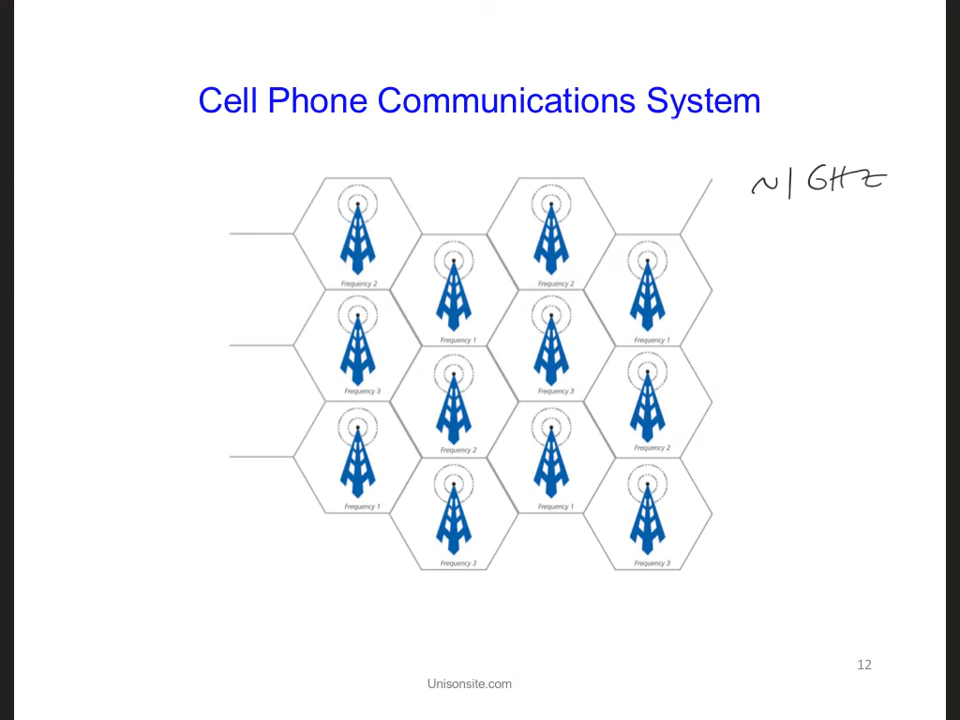 Cell Phone Communications System
~1 GHz
Frequency 2
Frequency 2
Frequency 1
Frequency 1
Frequency 3
Frequency 3
Frequency 2
Frequency 2
Frequency 1
Frequency 1
Frequency 3
Frequency 3
12
Unisonsite.com